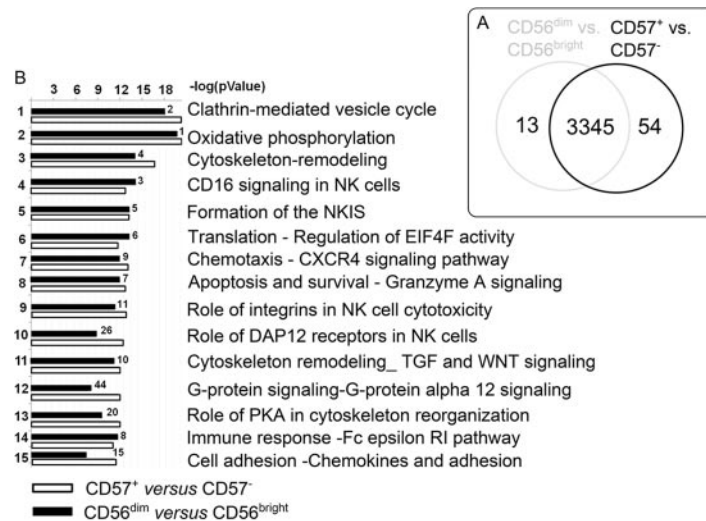 A
CD56dim vs.
CD56bright
CD57+ vs.
CD57-
13
3345
54
B
3 6 9 12 15 18 -log(pValue)
1 2 Clathrin-mediated vesicle cycle
2 1 Oxidative phosphorylation
3 4 Cytoskeleton-remodeling
4 3 CD16 signaling in NK cells
5 5 Formation of the NKIS
6 6 Translation - Regulation of EIF4F activity
7 9 Chemotaxis - CXCR4 signaling pathway
8 7 Apoptosis and survival - Granzyme A signaling
9 11 Role of integrins in NK cell cytotoxicity
10 26 Role of DAP12 receptors in NK cells
11 10 Cytoskeleton remodeling_ TGF and WNT signaling
12 44 G-protein signaling-G-protein alpha 12 signaling
13 20 Role of PKA in cytoskeleton reorganization
14 8 Immune response -Fc epsilon RI pathway
15 15 Cell adhesion -Chemokines and adhesion
CD57+ versus CD57-
CD56dim versus CD56bright